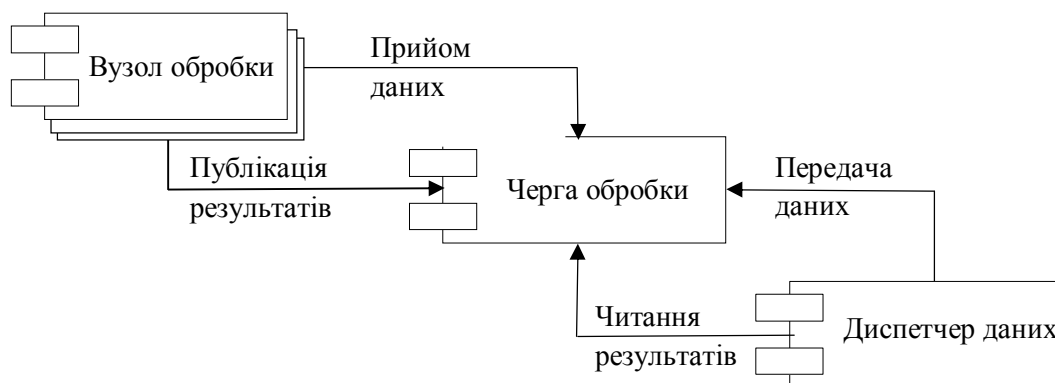 Вузол обробки
Прийом
даних
Публікація
результатів
Черга обробки
Передача
даних
Читання
результатів
Диспетчер даних